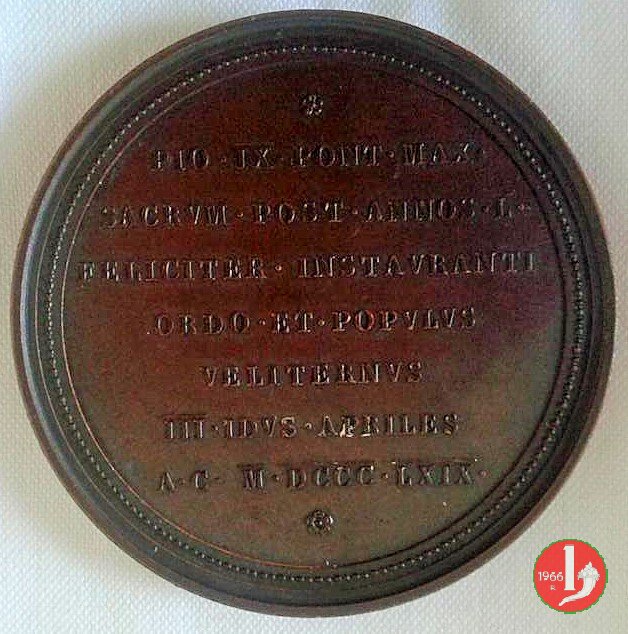 PIO · IX · PONT · MAX ·
SACRVM · POST · ANNOS · L ·
FELICITER · INSTAVRANTI
ORDO · ET · POPVLVS
VELITERNVS
III · IDVS · APRILES
A · C · M · DCCC · LXIX ·
1966
R